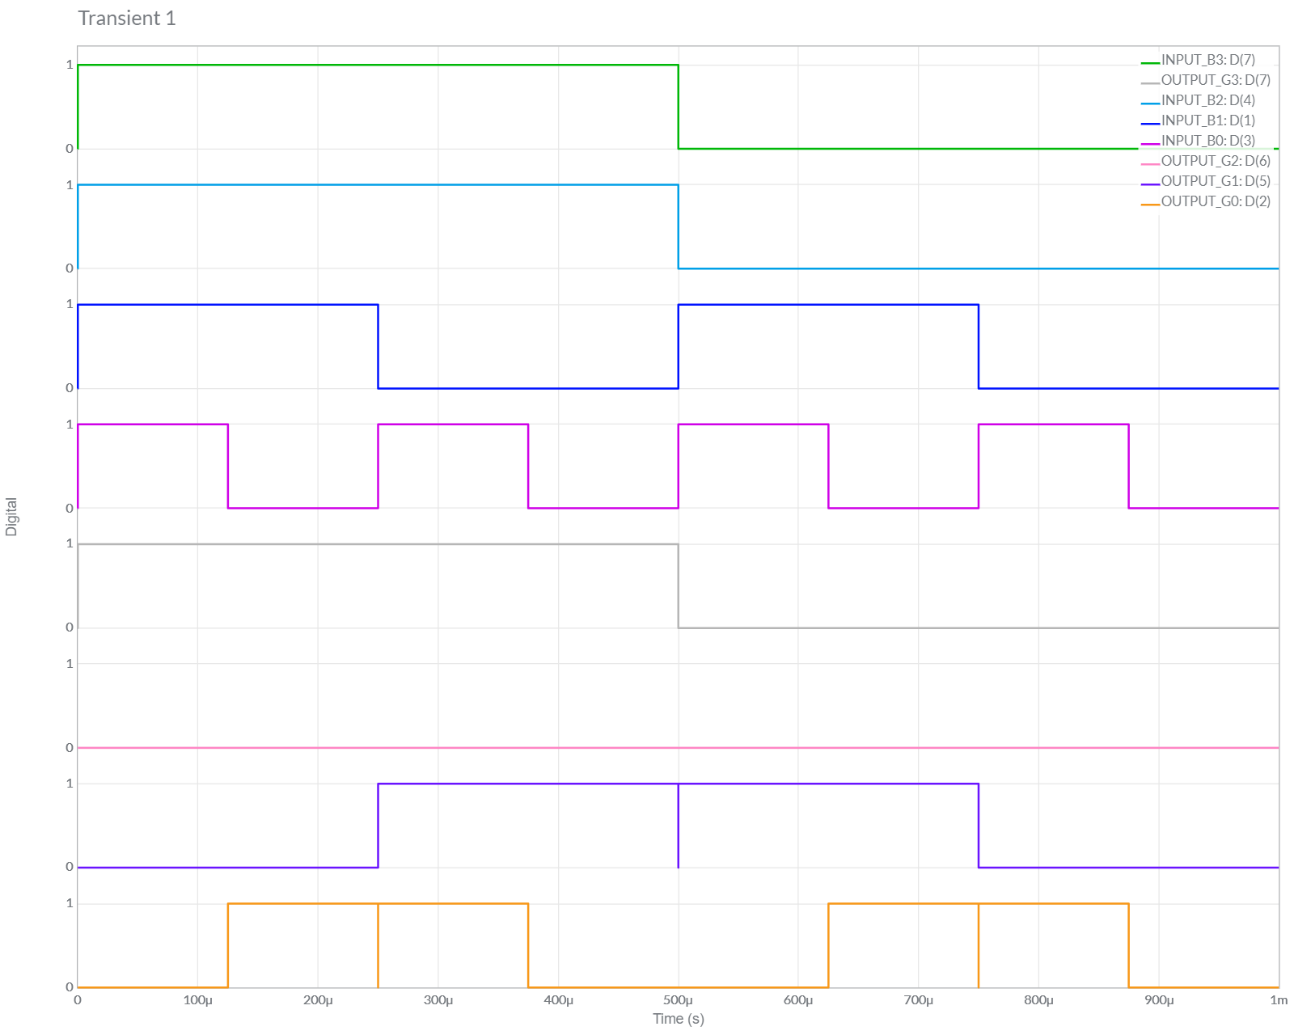 Transient 1
INPUT_B3: D(7)
OUTPUT_G3: D(7)
INPUT_B2: D(4)
INPUT_B1: D(1)
INPUT_B0: D(3)
OUTPUT_G2: D(6)
OUTPUT_G1: D(5)
OUTPUT_G0: D(2)
1
0
1
0
1
0
1
0
1
0
1
0
1
0
1
0
Digital
0 100µ 200µ 300µ 400µ 500µ 600µ 700µ 800µ 900µ 1m
Time (s)